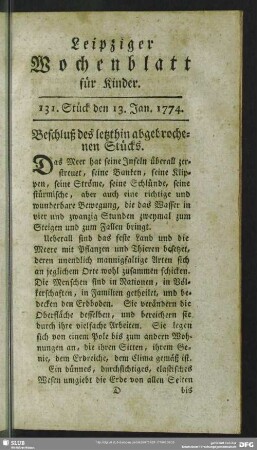 Leipziger
Wochenblatt
für Kinder.
131. Stück den 13. Jan. 1774.
Beschluß des letzthin abgebroche-
nen Stücks.
Das Meer hat seine Inseln überall zer-
streuet, seine Banken, seine Klip-
pen, seine Ströme, seine Schlünde, seine
stürmische, aber auch eine richtige und
wunderbare Bewegung, die das Wasser in
vier und zwanzig Stunden zweymal zum
Steigen und zum Fallen bringt.
Ueberall sind das feste Land und die
Meere mit Pflanzen und Thieren besetzet,
deren unendlich mannigfaltige Arten sich
an jeglichem Orte wohl zusammen schicken.
Die Menschen sind in Nationen, in Völ-
kerschaften, in Familien getheilet, und be-
decken den Erdboden. Sie verändern die
Oberfläche desselben, und bereichern sie
durch ihre vielfache Arbeiten. Sie legen
sich von einem Pole bis zum andern Woh-
nungen an, die ihren Sitten, ihrem Ge-
nie, dem Erdreiche, dem Clima gemäß ist.
Ein dünnes, durchsichtiges, elastisches
Wesen umgiebt die Erde von allen Seiten
D bis
SLUB